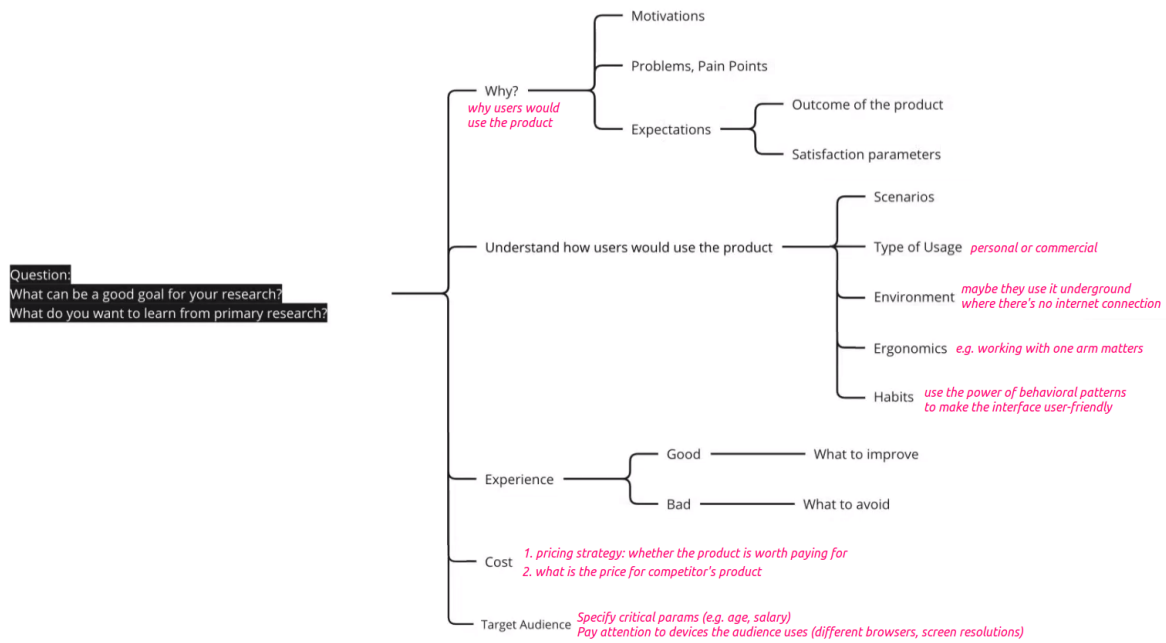 Question:
What can be a good goal for your research?
What do you want to learn from primary research?
Why?
why users would
use the product
Motivations
Problems, Pain Points
Expectations
Outcome of the product
Satisfaction parameters
Understand how users would use the product
Scenarios
Type of Usage personal or commercial
Environment maybe they use it underground
where there's no internet connection
Ergonomics e.g. working with one arm matters
Habits use the power of behavioral patterns
to make the interface user-friendly
Experience
Good
What to improve
Bad
What to avoid
Cost
1. pricing strategy: whether the product is worth paying for
2. what is the price for competitor's product
Target Audience
Specify critical params (e.g. age, salary)
Pay attention to devices the audience uses (different browsers, screen resolutions)